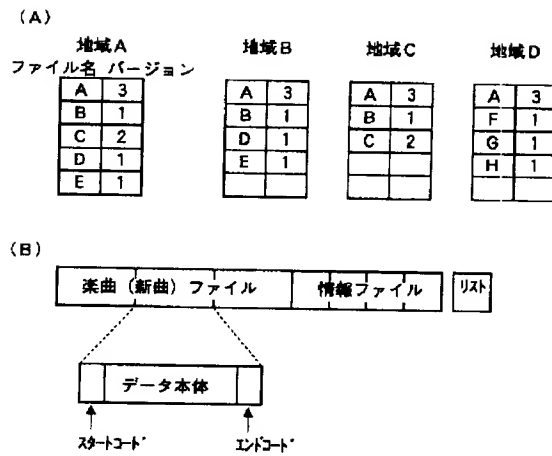 (A)
地域A 地域B 地域C 地域D
ファイル名 バージョン
A 3 A 3 A 3 A 3
B 1 B 1 B 1 F 1
C 2 D 1 C 2 G 1
D 1 E 1 H 1
E 1
(B)
楽曲(新曲)ファイル 情報ファイル リスト
データ本体
スタートコード エンドコード